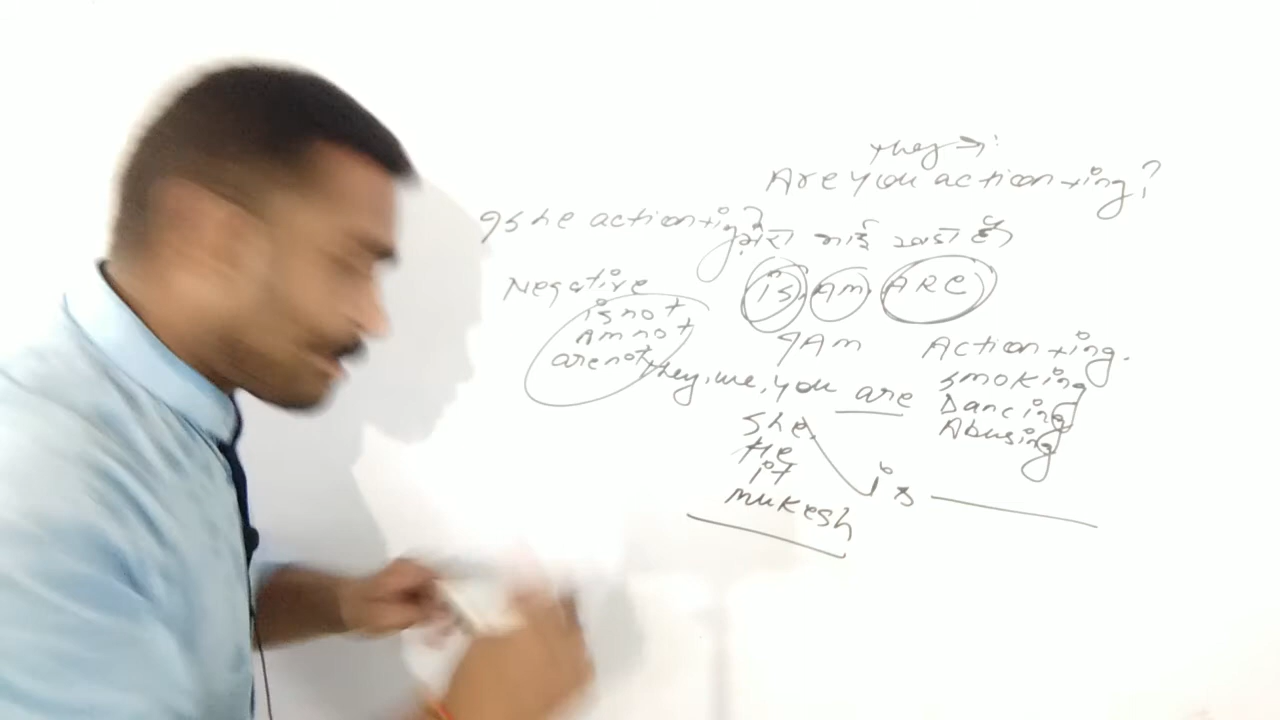 they →
Are you action+ing?
Is he action+ing?
मेरा भाई खड़ा है
Negative
is not
Am not
are not
is Am ARE
I Am Action+ing.
they, we, you are
smoking
Dancing
Abusing
she,
He
it
mukesh
is